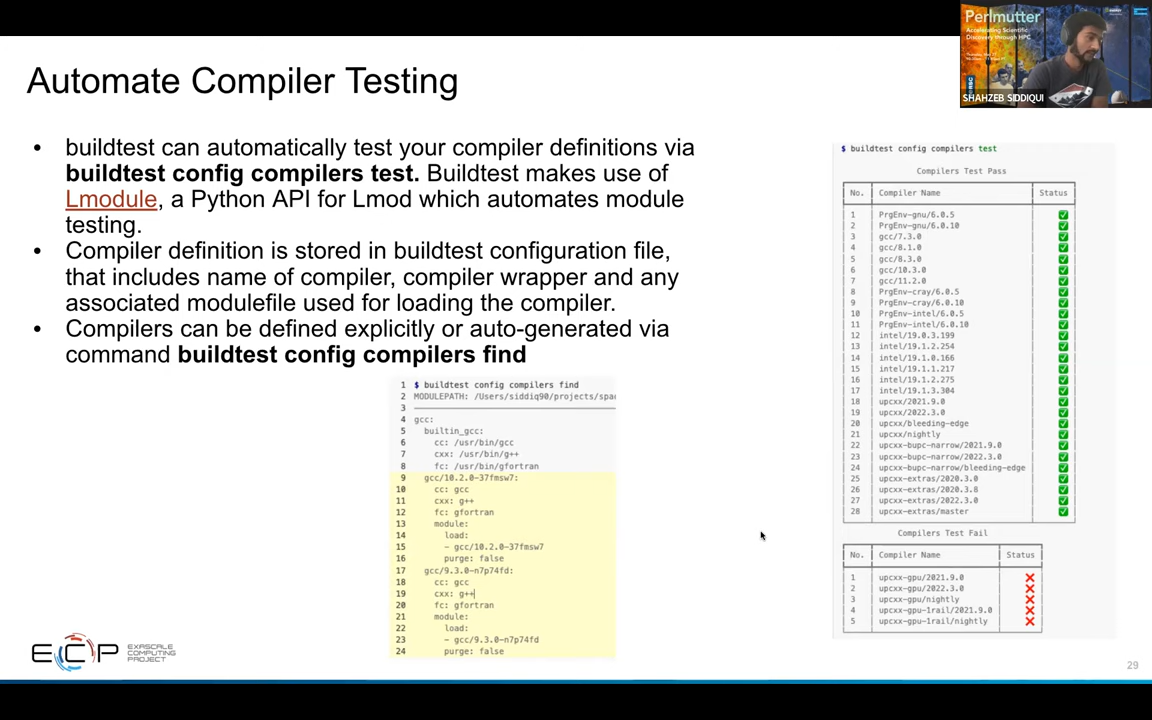 Perlmutter
Accelerating Scientific
Discovery through HPC
SHAHZEB SIDDIQUI
Automate Compiler Testing
• buildtest can automatically test your compiler definitions via
buildtest config compilers test. Buildtest makes use of
Lmodule, a Python API for Lmod which automates module
testing.
• Compiler definition is stored in buildtest configuration file,
that includes name of compiler, compiler wrapper and any
associated modulefile used for loading the compiler.
• Compilers can be defined explicitly or auto-generated via
command buildtest config compilers find
1 $ buildtest config compilers find
2 MODULEPATH: /Users/siddiq90/projects/spa
3
4 gcc:
5 builtin_gcc:
6 cc: /usr/bin/gcc
7 cxx: /usr/bin/g++
8 fc: /usr/bin/gfortran
9 gcc/10.2.0-37fmsw7:
10 cc: gcc
11 cxx: g++
12 fc: gfortran
13 module:
14 load:
15 - gcc/10.2.0-37fmsw7
16 purge: false
17 gcc/9.3.0-n7p74fd:
18 cc: gcc
19 cxx: g++
20 fc: gfortran
21 module:
22 load:
23 - gcc/9.3.0-n7p74fd
24 purge: false
$ buildtest config compilers test
Compilers Test Pass
No. Compiler Name Status
1 PrgEnv-gnu/6.0.5 ✅
2 PrgEnv-gnu/6.0.10 ✅
3 gcc/7.3.0 ✅
4 gcc/8.1.0 ✅
5 gcc/8.3.0 ✅
6 gcc/10.3.0 ✅
7 gcc/11.2.0 ✅
8 PrgEnv-cray/6.0.5 ✅
9 PrgEnv-cray/6.0.10 ✅
10 PrgEnv-intel/6.0.5 ✅
11 PrgEnv-intel/6.0.10 ✅
12 intel/19.0.3.199 ✅
13 intel/19.1.2.254 ✅
14 intel/19.1.0.166 ✅
15 intel/19.1.1.217 ✅
16 intel/19.1.2.275 ✅
17 intel/19.1.3.304 ✅
18 upcxx/2021.9.0 ✅
19 upcxx/2022.3.0 ✅
20 upcxx/bleeding-edge ✅
21 upcxx/nightly ✅
22 upcxx-bupc-narrow/2021.9.0 ✅
23 upcxx-bupc-narrow/2022.3.0 ✅
24 upcxx-bupc-narrow/bleeding-edge ✅
25 upcxx-extras/2020.3.0 ✅
26 upcxx-extras/2020.3.8 ✅
27 upcxx-extras/2022.3.0 ✅
28 upcxx-extras/master ✅
Compilers Test Fail
No. Compiler Name Status
1 upcxx-gpu/2021.9.0 ❌
2 upcxx-gpu/2022.3.0 ❌
3 upcxx-gpu/nightly ❌
4 upcxx-gpu-1rail/2021.9.0 ❌
5 upcxx-gpu-1rail/nightly ❌
ECP EXASCALE
COMPUTING
PROJECT
29